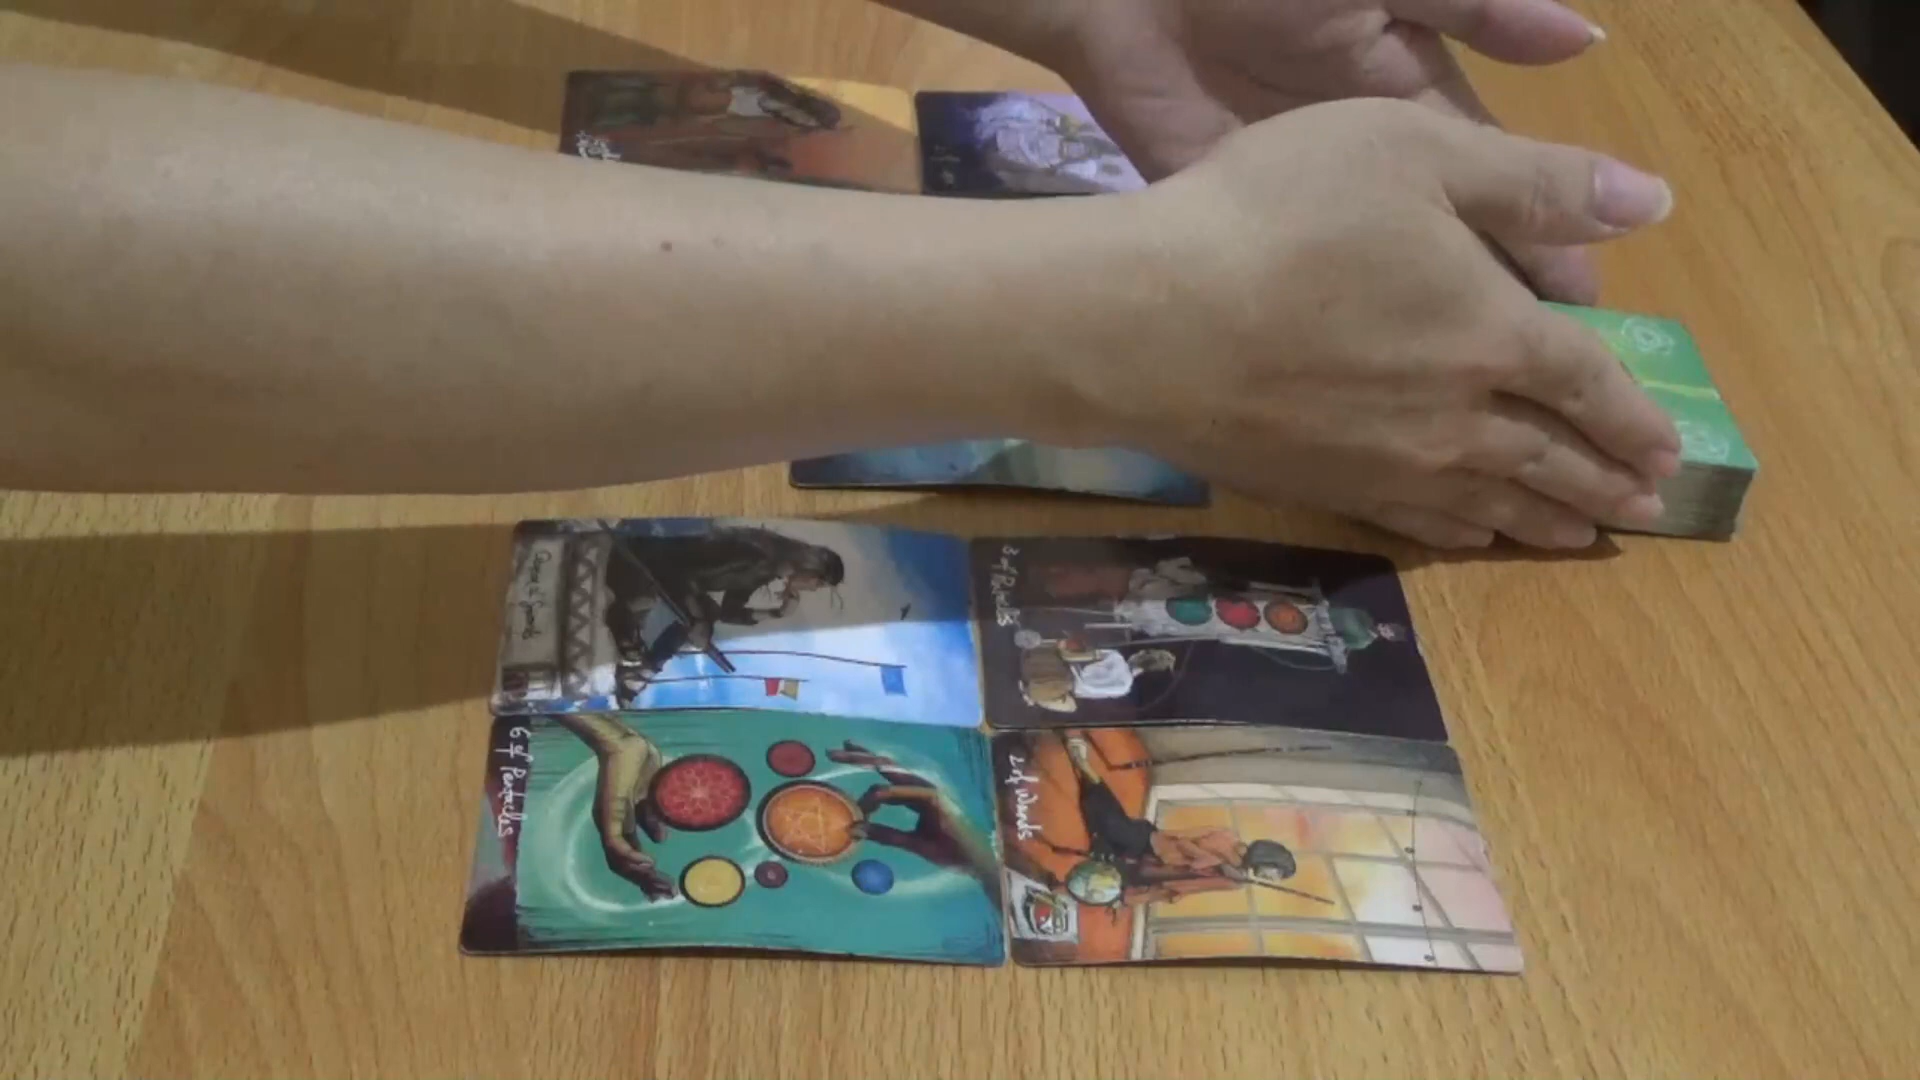 Queen of Swords
3 of Pentacles
6 of Pentacles
2 of Wands